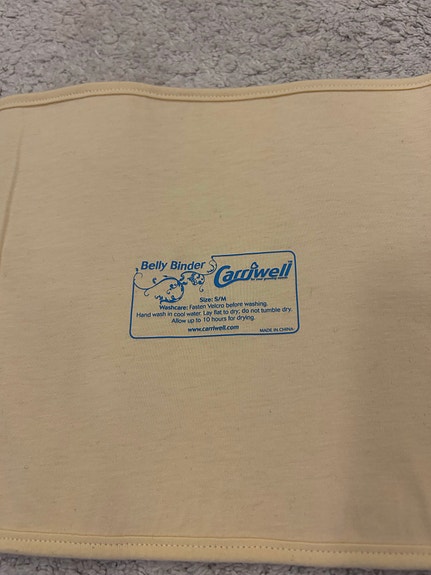 Belly Binder
Carriwell
Size: S/M
Washcare: Fasten Velcro before washing.
Hand wash in cool water. Lay flat to dry; do not tumble dry.
Allow up to 10 hours for drying.
www.carriwell.com
MADE IN CHINA